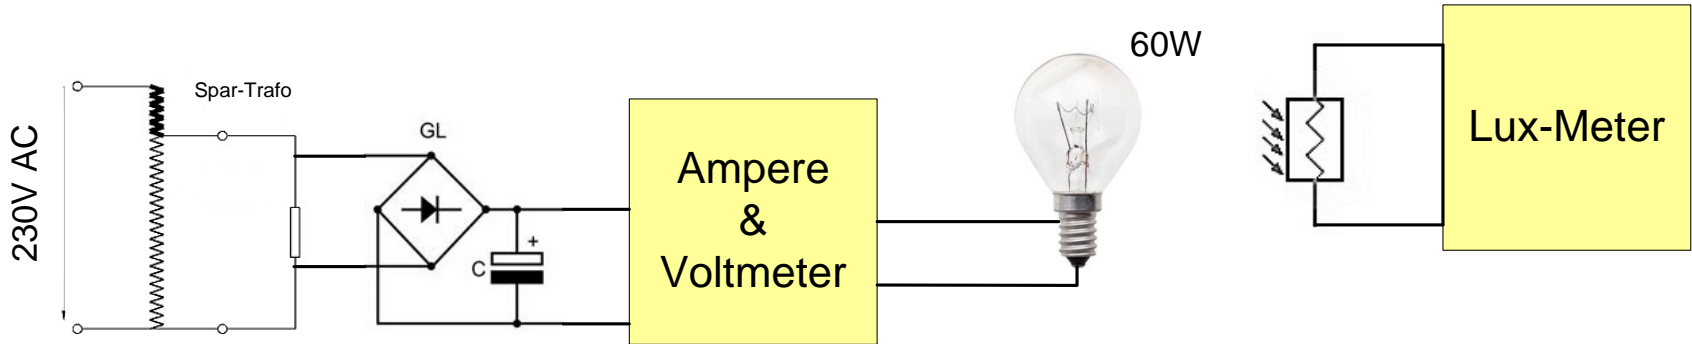 230V AC
Spar-Trafo
GL
+
C
Ampere
&
Voltmeter
60W
Lux-Meter